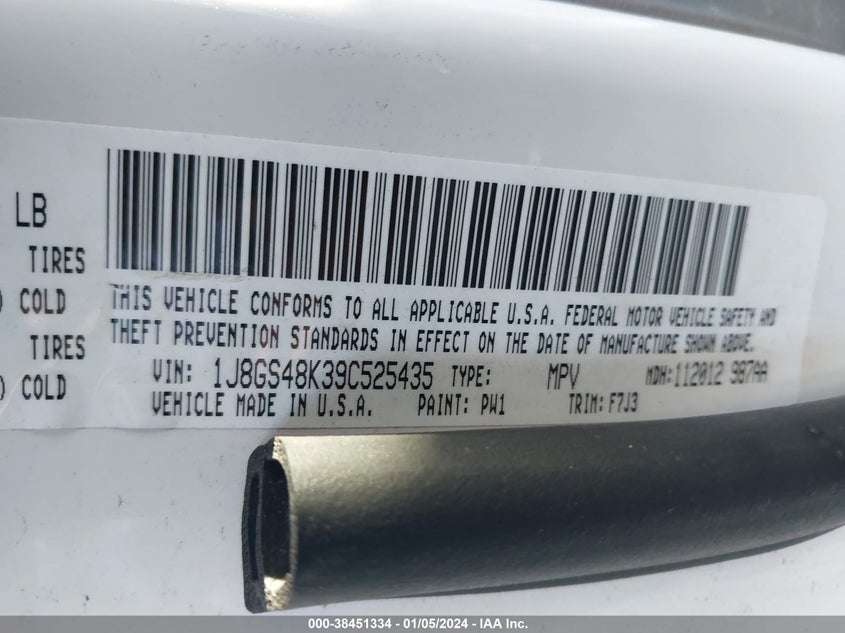 LB
TIRES
) COLD
TIRES
) COLD
THIS VEHICLE CONFORMS TO ALL APPLICABLE U.S.A. FEDERAL MOTOR VEHICLE SAFETY AND
THEFT PREVENTION STANDARDS IN EFFECT ON THE DATE OF MANUFACTURE SHOWN ABOVE.
VIN: 1J8GS48K39C525435 TYPE: MPV MDH:112012 987AA
VEHICLE MADE IN U.S.A. PAINT: PW1 TRIM: F7J3
000-38451334 - 01/05/2024 - IAA Inc.